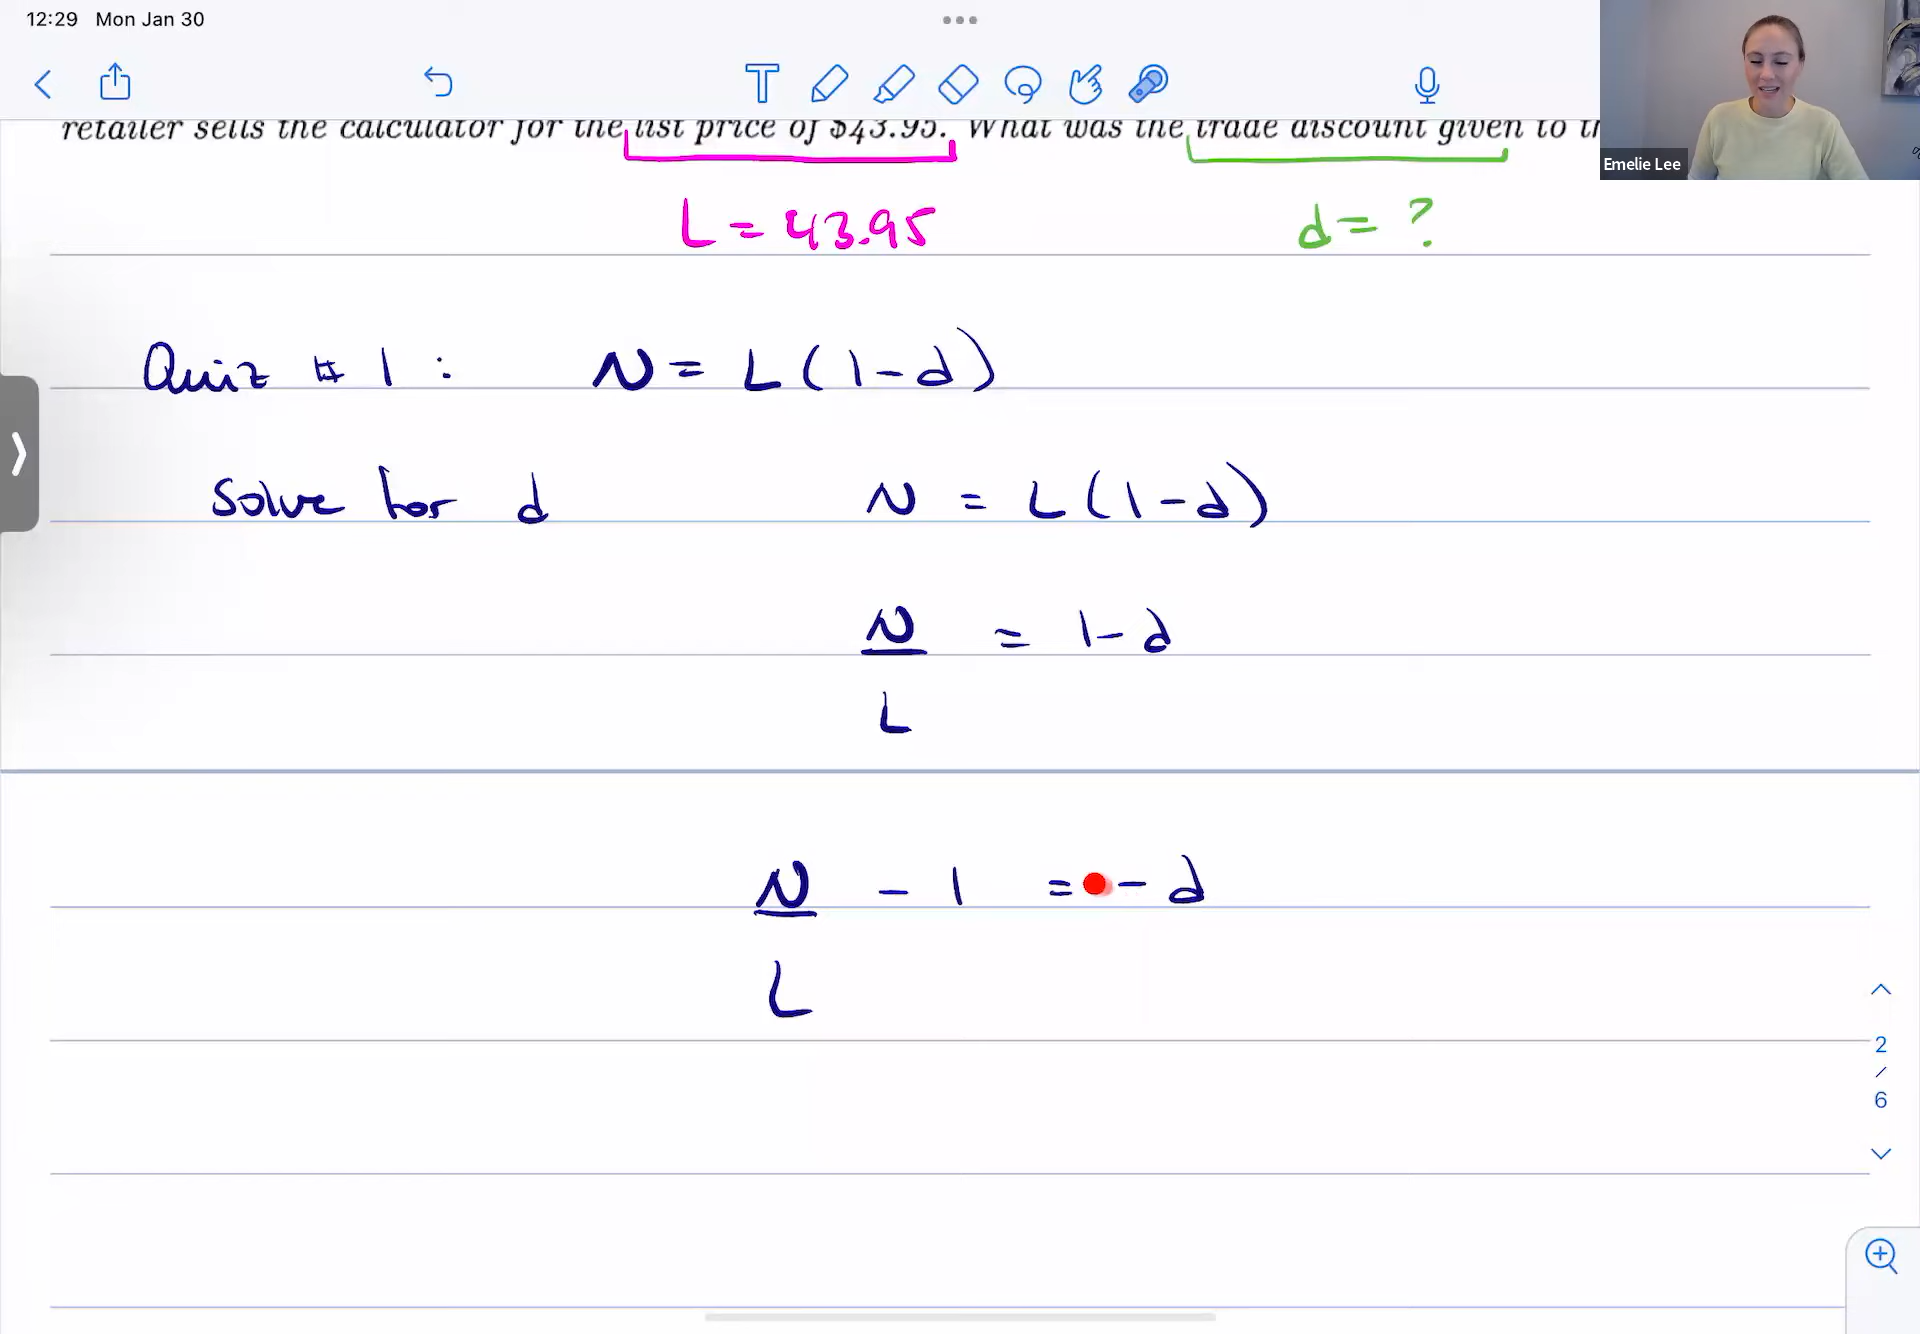 12:29 Mon Jan 30
retailer sells the calculator for the list price of $43.95. What was the trade discount given to
Emelie Lee
L = 43.95
d = ?
Quiz # 1 : N = L(1-d)
Solve for d N = L(1-d)
N = 1-d
L
N - 1 = - d
L
2
/
6